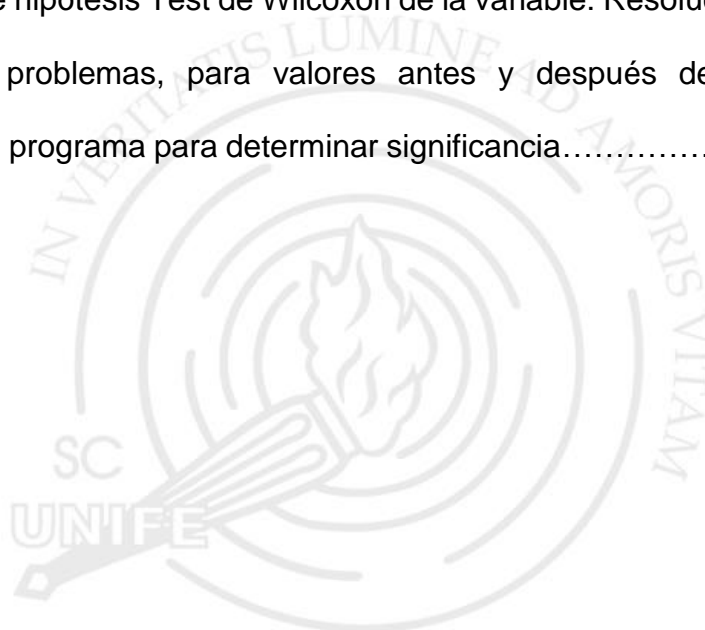 e hipótesis Test de Wilcoxon de la variable: Resoluc
problemas, para valores antes y después de
programa para determinar significancia……………..
IN VERITATIS LUMINE AD AMORIS VITAM
SC
UNIFE